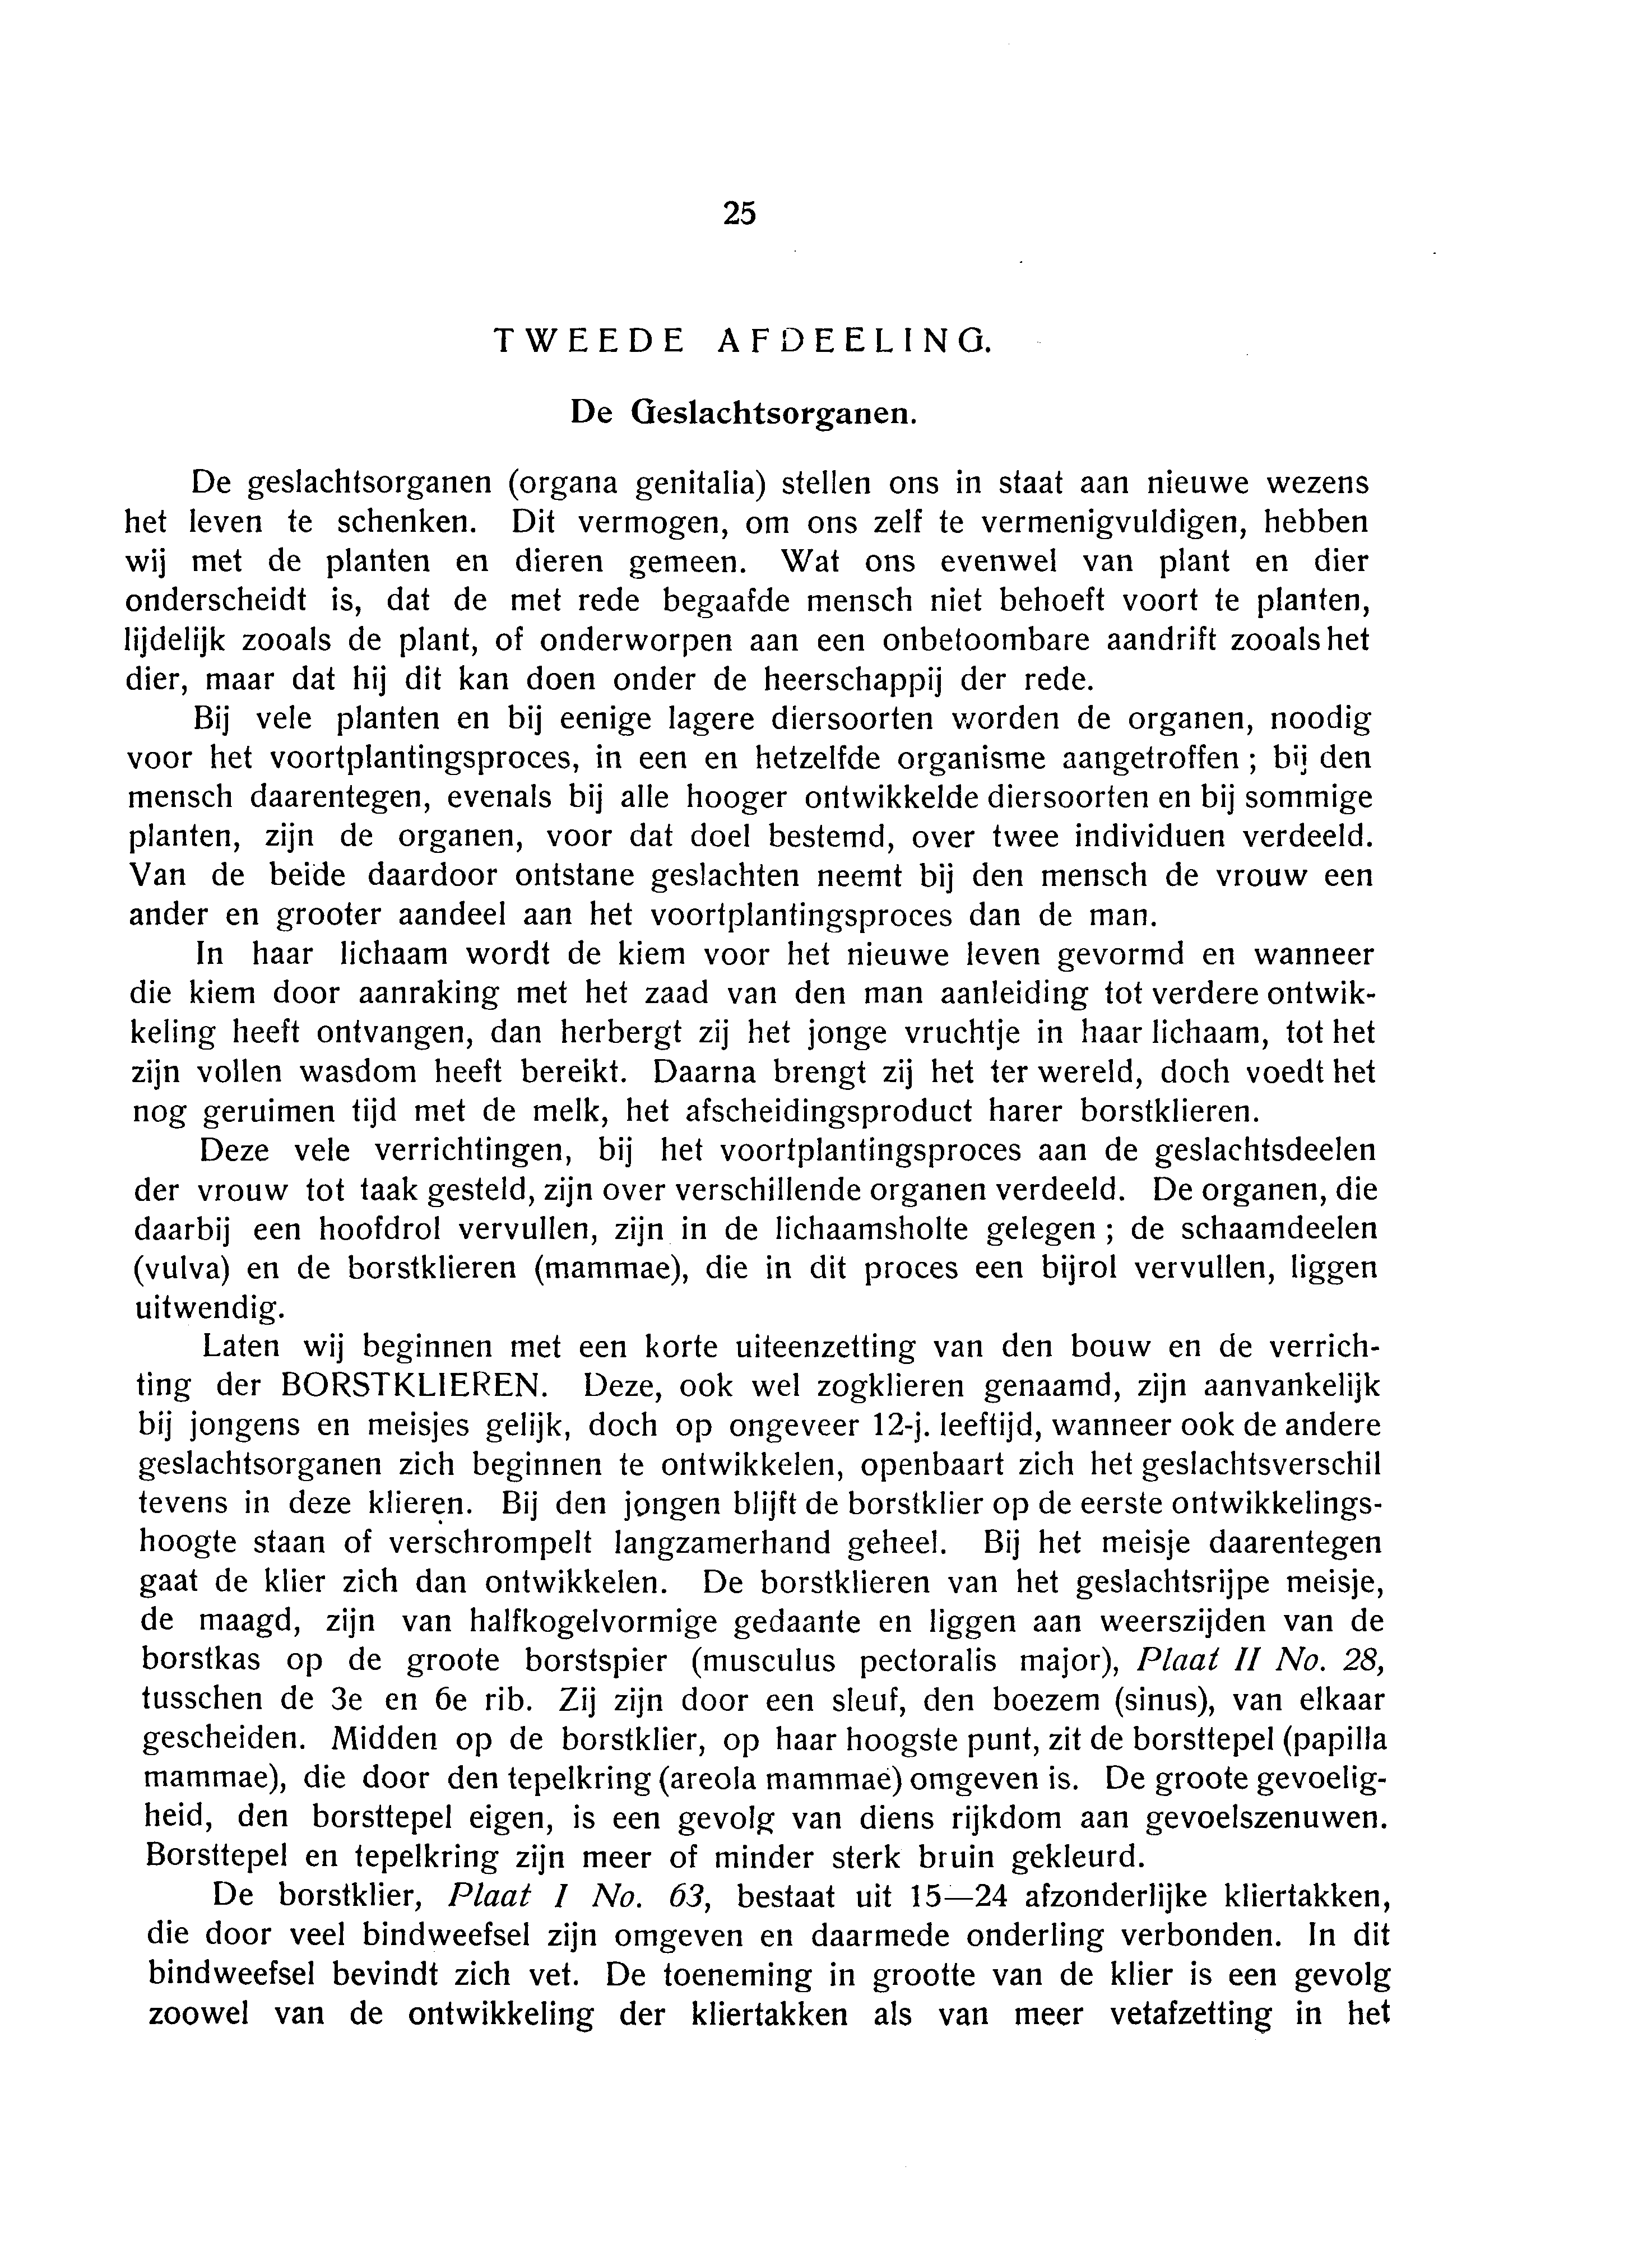 25
TWEEDE AFDEELING.
De Geslachtsorganen.
De geslachtsorganen (organa genitalia) stellen ons in staat aan nieuwe wezens
het leven te schenken. Dit vermogen, om ons zelf te vermenigvuldigen, hebben
wij met de planten en dieren gemeen. Wat ons evenwel van plant en dier
onderscheidt is, dat de met rede begaafde mensch niet behoeft voort te planten,
lijdelijk zooals de plant, of onderworpen aan een onbetoombare aandrift zooals het
dier, maar dat hij dit kan doen onder de heerschappij der rede.
Bij vele planten en bij eenige lagere diersoorten worden de organen, noodig
voor het voortplantingsproces, in een en hetzelfde organisme aangetroffen; bij den
mensch daarentegen, evenals bij alle hooger ontwikkelde diersoorten en bij sommige
planten, zijn de organen, voor dat doel bestemd, over twee individuen verdeeld.
Van de beide daardoor ontstane geslachten neemt bij den mensch de vrouw een
ander en grooter aandeel aan het voortplantingsproces dan de man.
In haar lichaam wordt de kiem voor het nieuwe leven gevormd en wanneer
die kiem door aanraking met het zaad van den man aanleiding tot verdere ontwik-
keling heeft ontvangen, dan herbergt zij het jonge vruchtje in haar lichaam, tot het
zijn vollen wasdom heeft bereikt. Daarna brengt zij het ter wereld, doch voedt het
nog geruimen tijd met de melk, het afscheidingsproduct harer borstklieren.
Deze vele verrichtingen, bij het voortplantingsproces aan de geslachtsdeelen
der vrouw tot taak gesteld, zijn over verschillende organen verdeeld. De organen, die
daarbij een hoofdrol vervullen, zijn in de lichaamsholte gelegen; de schaamdeelen
(vulva) en de borstklieren (mammae), die in dit proces een bijrol vervullen, liggen
uitwendig.
Laten wij beginnen met een korte uiteenzetting van den bouw en de verrich-
ting der BORSTKLIEREN. Deze, ook wel zogklieren genaamd, zijn aanvankelijk
bij jongens en meisjes gelijk, doch op ongeveer 12-j. leeftijd, wanneer ook de andere
geslachtsorganen zich beginnen te ontwikkelen, openbaart zich het geslachtsverschil
tevens in deze klieren. Bij den jongen blijft de borstklier op de eerste ontwikkelings-
hoogte staan of verschrompelt langzamerhand geheel. Bij het meisje daarentegen
gaat de klier zich dan ontwikkelen. De borstklieren van het geslachtsrijpe meisje,
de maagd, zijn van halfkogelvormige gedaante en liggen aan weerszijden van de
borstkas op de groote borstspier (musculus pectoralis major), Plaat II No. 28,
tusschen de 3e en 6e rib. Zij zijn door een sleuf, den boezem (sinus), van elkaar
gescheiden. Midden op de borstklier, op haar hoogste punt, zit de borsttepel (papilla
mammae), die door den tepelkring (areola mammae) omgeven is. De groote gevoelig-
heid, den borsttepel eigen, is een gevolg van diens rijkdom aan gevoelszenuwen.
Borsttepel en tepelkring zijn meer of minder sterk bruin gekleurd.
De borstklier, Plaat I No. 63, bestaat uit 15—24 afzonderlijke kliertakken,
die door veel bindweefsel zijn omgeven en daarmede onderling verbonden. In dit
bindweefsel bevindt zich vet. De toeneming in grootte van de klier is een gevolg
zoowel van de ontwikkeling der kliertakken als van meer vetafzetting in het